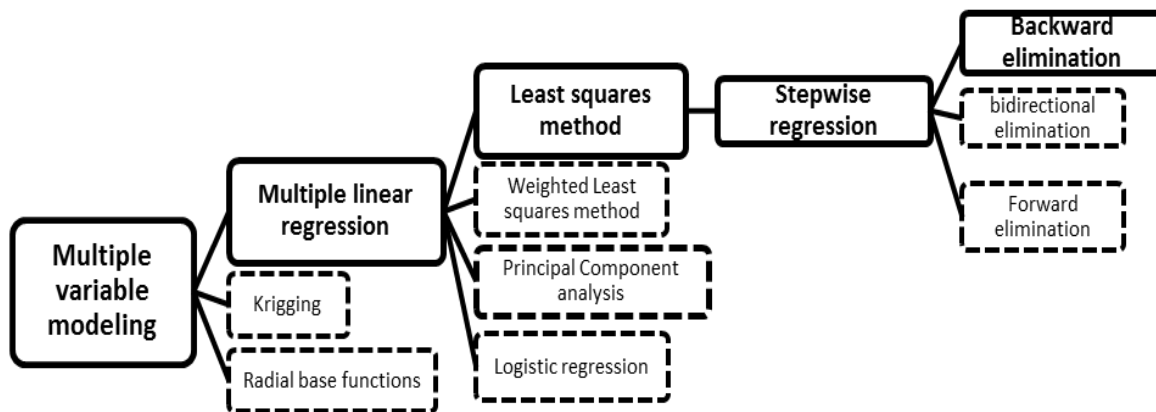 Multiple
variable
modeling
Multiple linear
regression
Krigging
Radial base functions
Least squares
method
Weighted Least
squares method
Principal Component
analysis
Logistic regression
Stepwise
regression
Backward
elimination
bidirectional
elimination
Forward
elimination